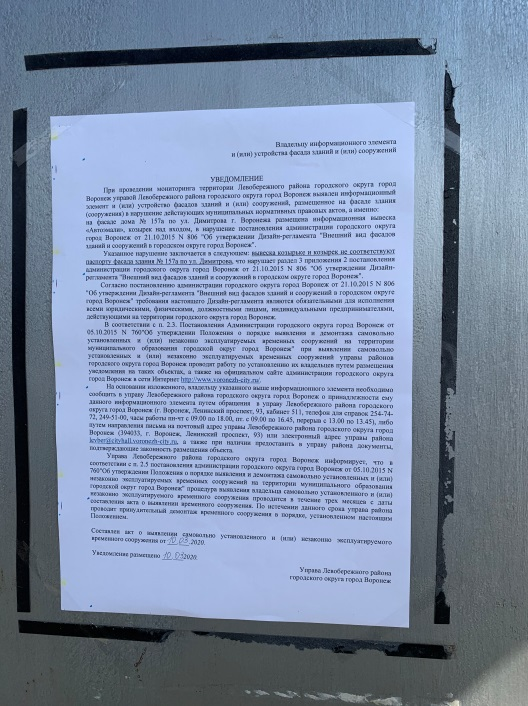 Владельцу информационного элемента
и (или) устройства фасада зданий и (или) сооружений
УВЕДОМЛЕНИЕ
При проведении мониторинга территории Левобережного района городского округа город
Воронеж управой Левобережного района городского округа город Воронеж выявлен информационный
элемент и (или) устройство фасадов зданий и (или) сооружений, размещенное на фасаде здания
(сооружения) в нарушение действующих муниципальных нормативных правовых актов, а именно:
на фасаде дома № 157а по ул. Димитрова г. Воронежа размещена информационная вывеска
«Автоэмали», козырек над входом, в нарушение постановления администрации городского округа
город Воронеж от 21.10.2015 N 806 "Об утверждении Дизайн-регламента "Внешний вид фасадов
зданий и сооружений в городском округе город Воронеж".
Указанное нарушение заключается в следующем: вывеска козырьке и козырек не соответствуют
паспорту фасада здания № 157а по ул. Димитрова, что нарушает раздел 3 приложения 2 постановления
администрации городского округа город Воронеж от 21.10.2015 N 806 "Об утверждении Дизайн-
регламента "Внешний вид фасадов зданий и сооружений в городском округе город Воронеж".
Согласно постановлению администрации городского округа город Воронеж от 21.10.2015 N 806
"Об утверждении Дизайн-регламента "Внешний вид фасадов зданий и сооружений в городском округе
город Воронеж" требования настоящего Дизайн-регламента являются обязательными для исполнения
всеми юридическими, физическими, должностными лицами, индивидуальными предпринимателями,
действующими на территории городского округа город Воронеж.
В соответствии с п. 2.3. Постановления Администрации городского округа город Воронеж от
05.10.2015 N 760"Об утверждении Положения о порядке выявления и демонтажа самовольно
установленных и (или) незаконно эксплуатируемых временных сооружений на территории
муниципального образования городской округ город Воронеж" при выявлении самовольно
установленных и (или) незаконно эксплуатируемых временных сооружений управы районов
городского округа город Воронеж проводят работу по установлению их владельцев путем размещения
уведомления на таких объектах, а также на официальном сайте администрации городского округа
город Воронеж в сети Интернет http://www.voronezh-city.ru/.
На основании изложенного, владельцу указанного выше информационного элемента необходимо
сообщить в управу Левобережного района городского округа город Воронеж о принадлежности ему
данного информационного элемента путем обращения в управу Левобережного района городского
округа город Воронеж (г. Воронеж, Ленинский проспект, 93, кабинет 511, телефон для справок 254-74-
72, 249-51-00, часы работы пн-чт с 09.00 по 18.00, пт. с 09.00 по 16.45, перерыв с 13.00 по 13.45), либо
путем направления письма на почтовый адрес управы Левобережного района городского округа город
Воронеж (394033, г. Воронеж, Ленинский проспект, 93) или электронный адрес управы района
levber@cityhall.voronezh-city.ru, а также при наличии предоставить в управу района документы,
подтверждающие законность размещения объекта.
Управа Левобережного района городского округа город Воронеж информирует, что в
соответствии с п. 2.5 постановления администрации городского округа город Воронеж от 05.10.2015 N
760"Об утверждении Положения о порядке выявления и демонтажа самовольно установленных и (или)
незаконно эксплуатируемых временных сооружений на территории муниципального образования
городской округ город Воронеж" процедура выявления владельца самовольно установленного и (или)
незаконно эксплуатируемого временного сооружения проводится в течение трех месяцев с даты
составления акта о выявлении временного сооружения. По истечении данного срока управа района
проводит принудительный демонтаж временного сооружения в порядке, установленном настоящим
Положением.
Составлен акт о выявлении самовольно установленного и (или) незаконно эксплуатируемого
временного сооружения от 10.09.2020.
Уведомление размещено 10.09.2020.
Управа Левобережного района
городского округа город Воронеж